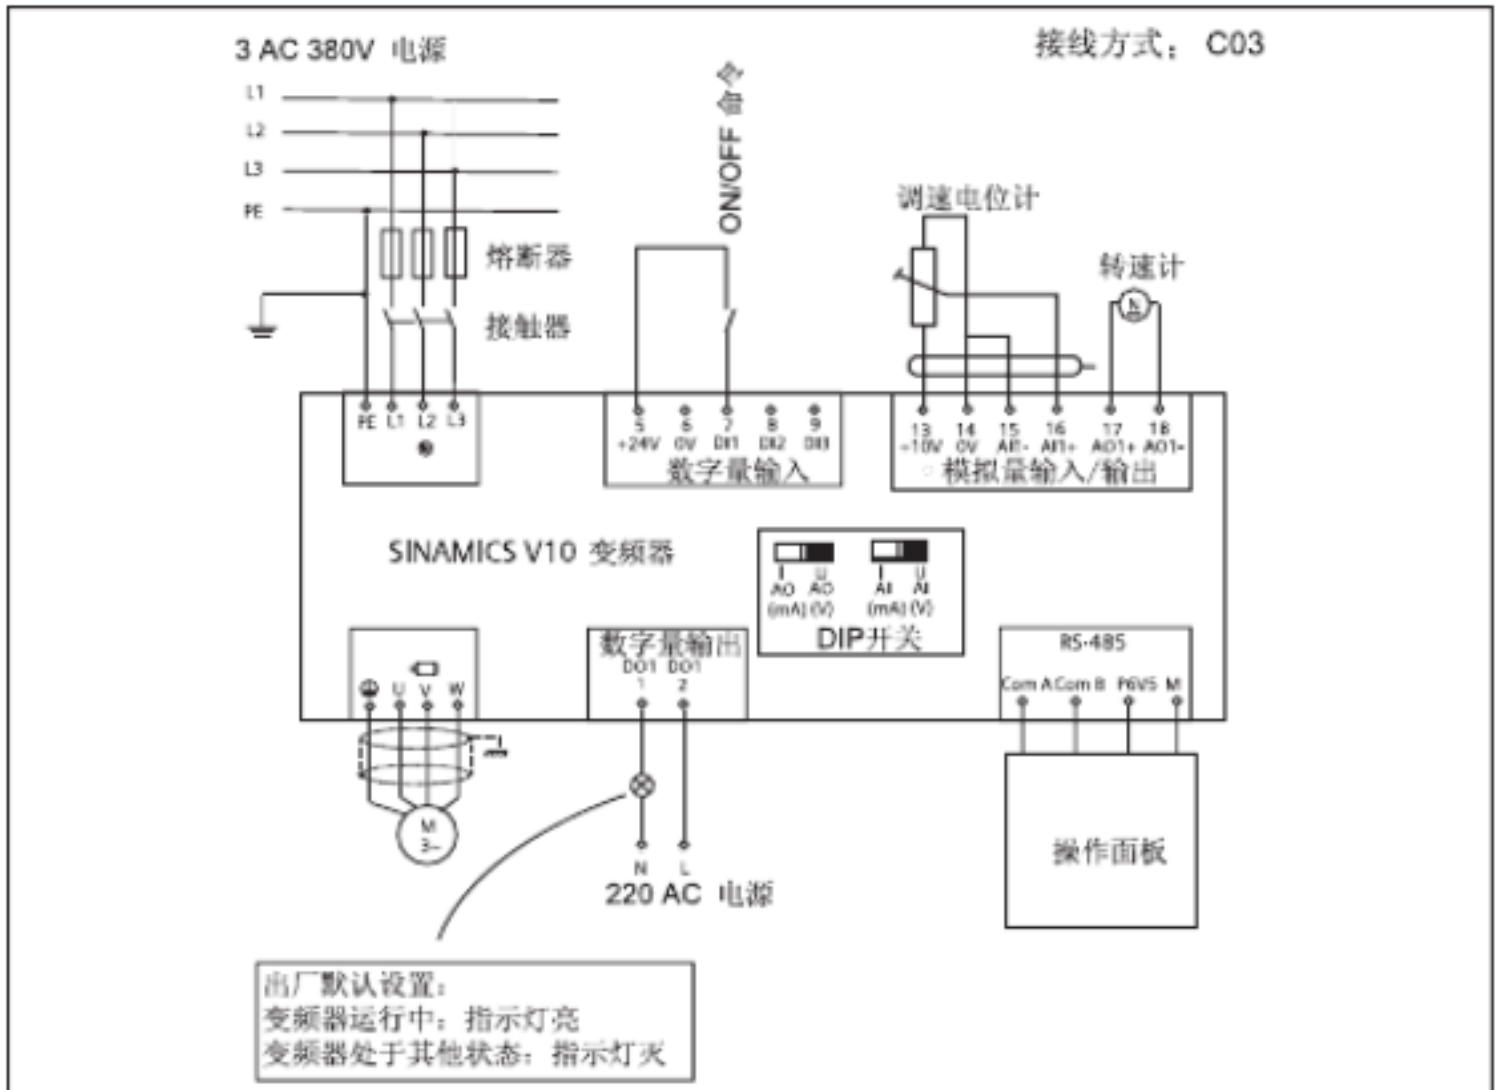 3 AC 380V 电源
接线方式： C03
L1
L2
L3
PE
ON/OFF 命令
熔断器
接触器
调速电位计
转速计
N
PE L1 L2 L3
5 6 7 8 9
+24V 0V DI1 DI2 DI3
数字量输入
13 14 15 16 17 18
+10V 0V AI1- AI1+ AO1+ AO1-
模拟量输入/输出
SINAMICS V10 变频器
I U I U
AO AO AI AI
(mA) (V) (mA) (V)
DIP开关
U V W
数字量输出
DO1 DO1
1 2
RS-485
Com A Com B P6V5 M
M
3~
N L
220 AC 电源
操作面板
出厂默认设置：
变频器运行中：指示灯亮
变频器处于其他状态：指示灯灭